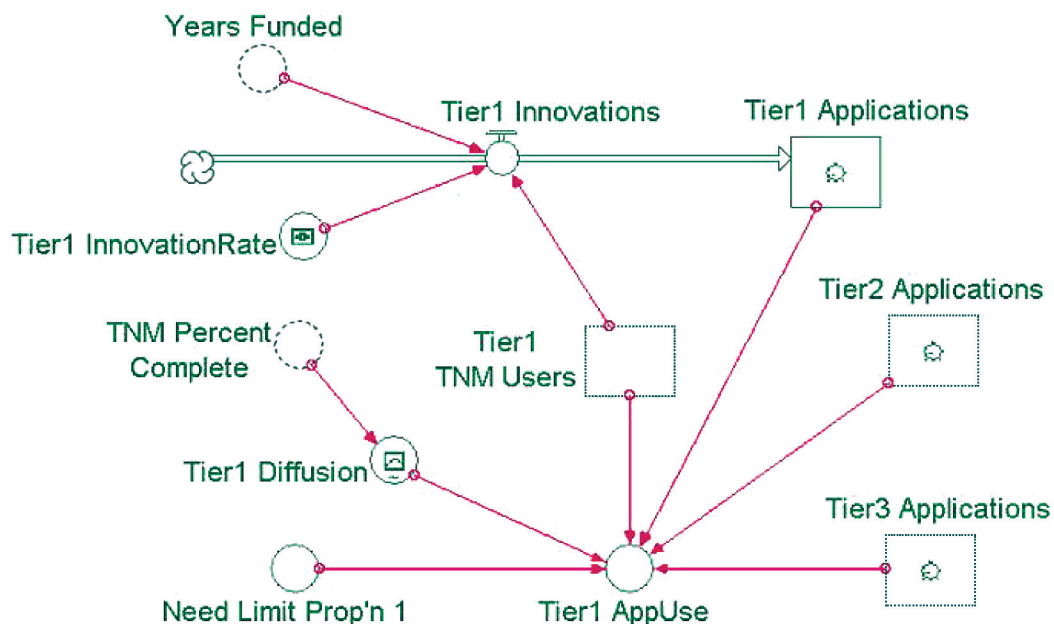 Years Funded
Tier1 Innovations
Tier1 Applications
Tier1 InnovationRate
Tier2 Applications
TNM Percent
Complete
Tier1
TNM Users
Tier1 Diffusion
Tier3 Applications
Need Limit Prop'n 1
Tier1 AppUse